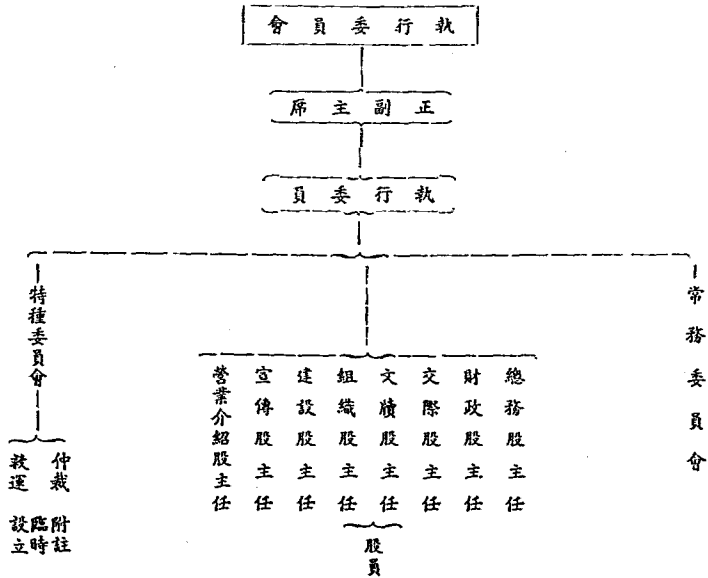 執行委員會
正副主席
執行委員
常務委員會
總務股主任
財政股主任
交際股主任
文牘股主任
組織股主任
建設股主任
宣傳股主任
營業介紹股主任
股員
特種委員會
仲裁
救運
附註
臨時
設立